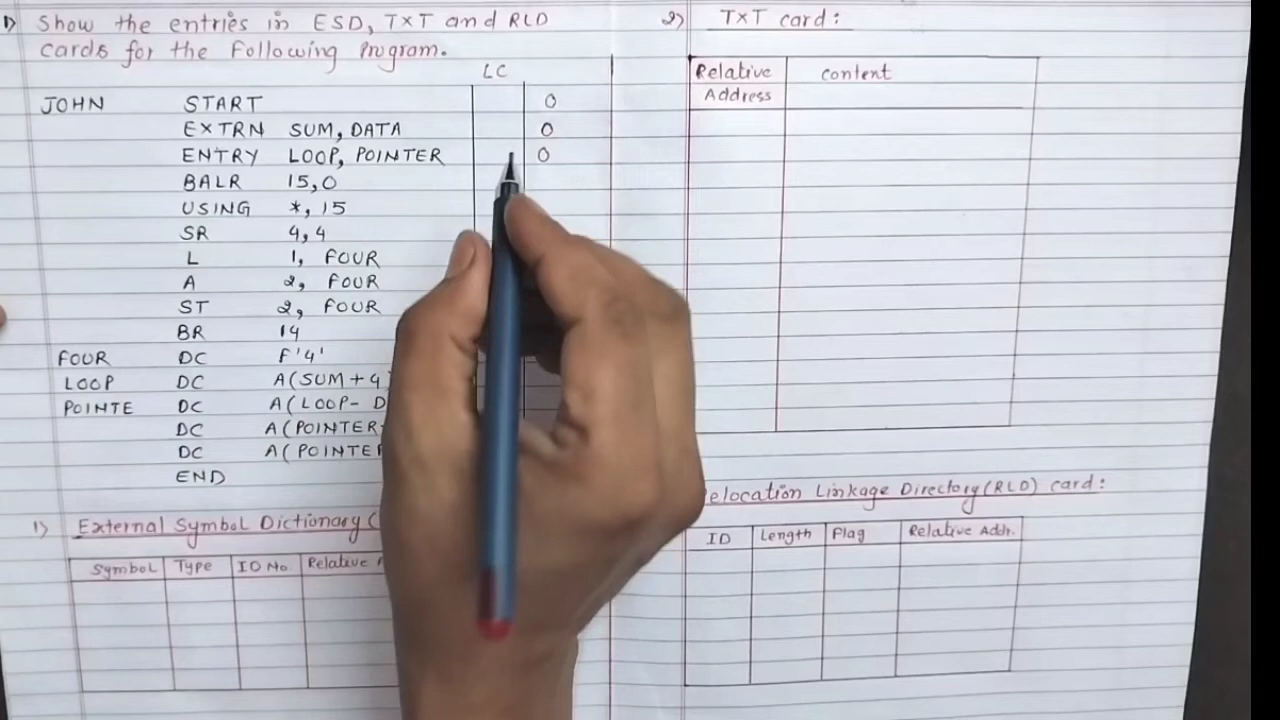 1) Show the entries in ESD, TXT and RLD
cards for the Following Program.
LC
JOHN START 0
EXTRN SUM, DATA 0
ENTRY LOOP, POINTER 0
BALR 15,0
USING *, 15
SR 4,4
L 1, FOUR
A 2, FOUR
ST 2, FOUR
BR 14
FOUR DC F'4'
LOOP DC A(SUM+4
POINTE DC A(LOOP- D
DC A(POINTER
DC A(POINTE
END
1) External Symbol Dictionary (
Symbol Type ID No. Relative
2) TXT card:
Relative Address content
elocation Linkage Directory(RLD) card:
ID Length Flag Relative Addr.